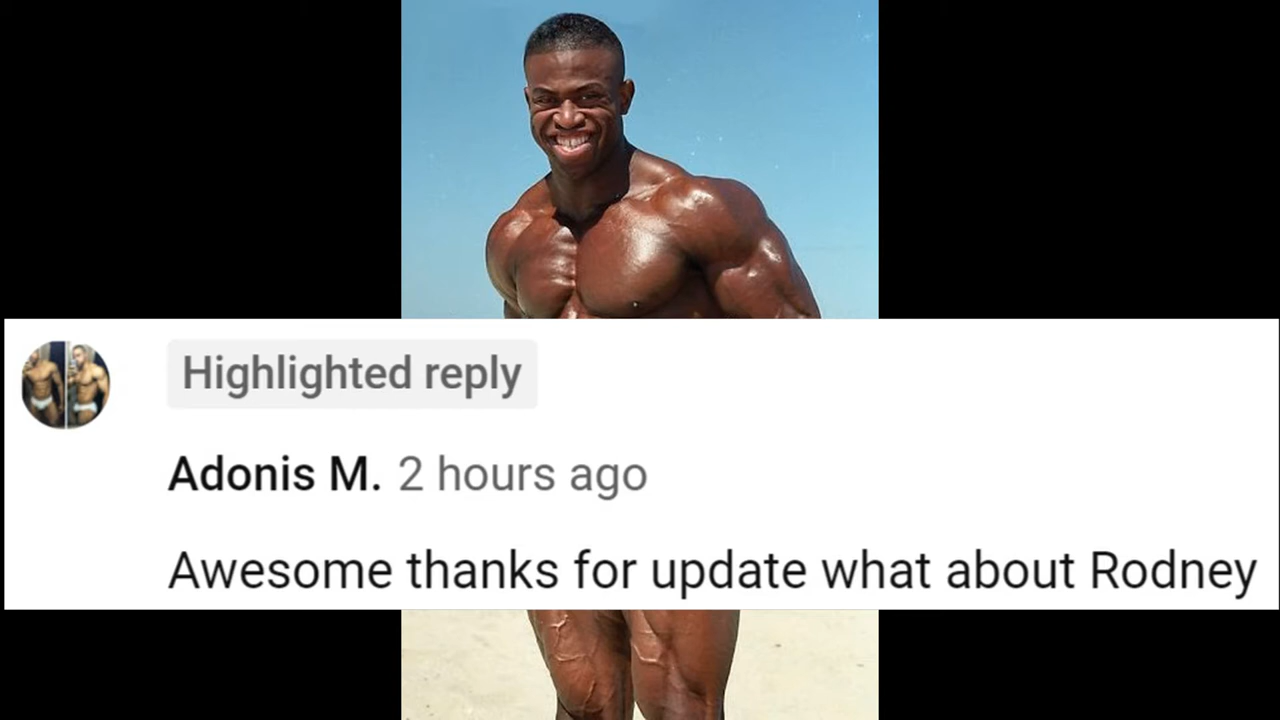 Highlighted reply
Adonis M. 2 hours ago
Awesome thanks for update what about Rodney